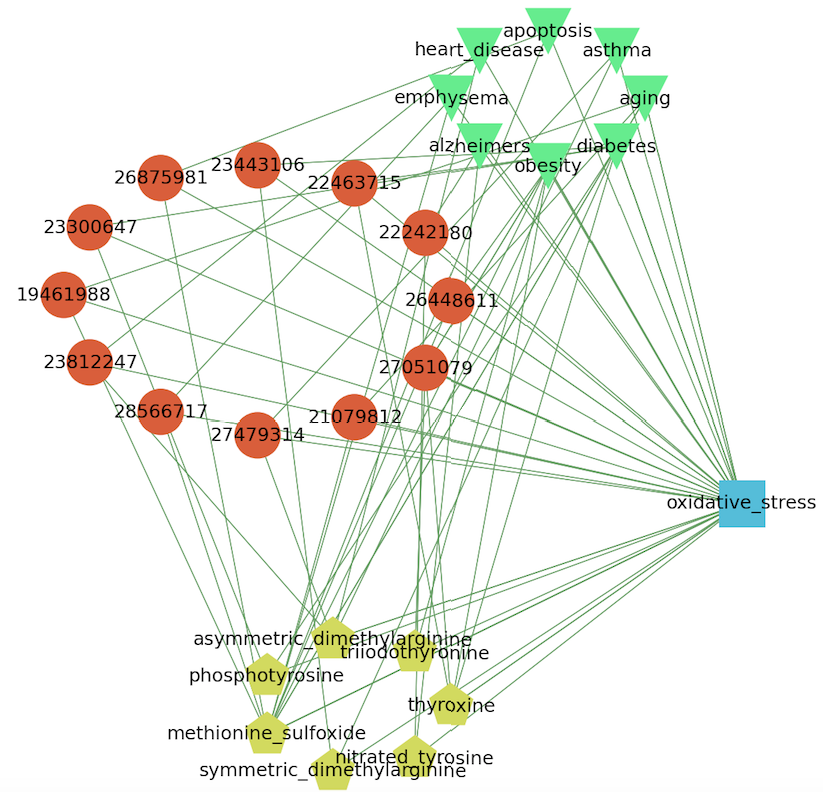 apoptosis
heart_disease
asthma
emphysema
aging
alzheimers
diabetes
obesity
23443106
26875981
22463715
23300647
22242180
19461988
26448611
23812247
27051079
28566717
21079812
27479314
oxidative_stress
asymmetric_dimethylarginine
triiodothyronine
phosphotyrosine
thyroxine
methionine_sulfoxide
nitrated_tyrosine
symmetric_dimethylarginine